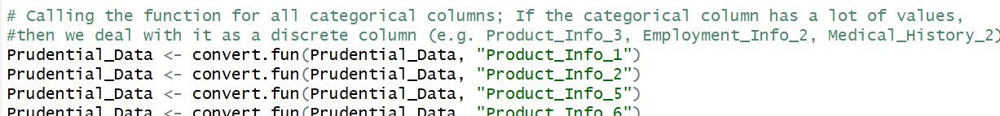 # Calling the function for all categorical columns; If the categorical column has a lot of values,
#then we deal with it as a discrete column (e.g. Product_Info_3, Employment_Info_2, Medical_History_2)
Prudential_Data <- convert.fun(Prudential_Data, "Product_Info_1")
Prudential_Data <- convert.fun(Prudential_Data, "Product_Info_2")
Prudential_Data <- convert.fun(Prudential_Data, "Product_Info_5")
Prudential_Data <- convert.fun(Prudential_Data, "Product_Info_6")